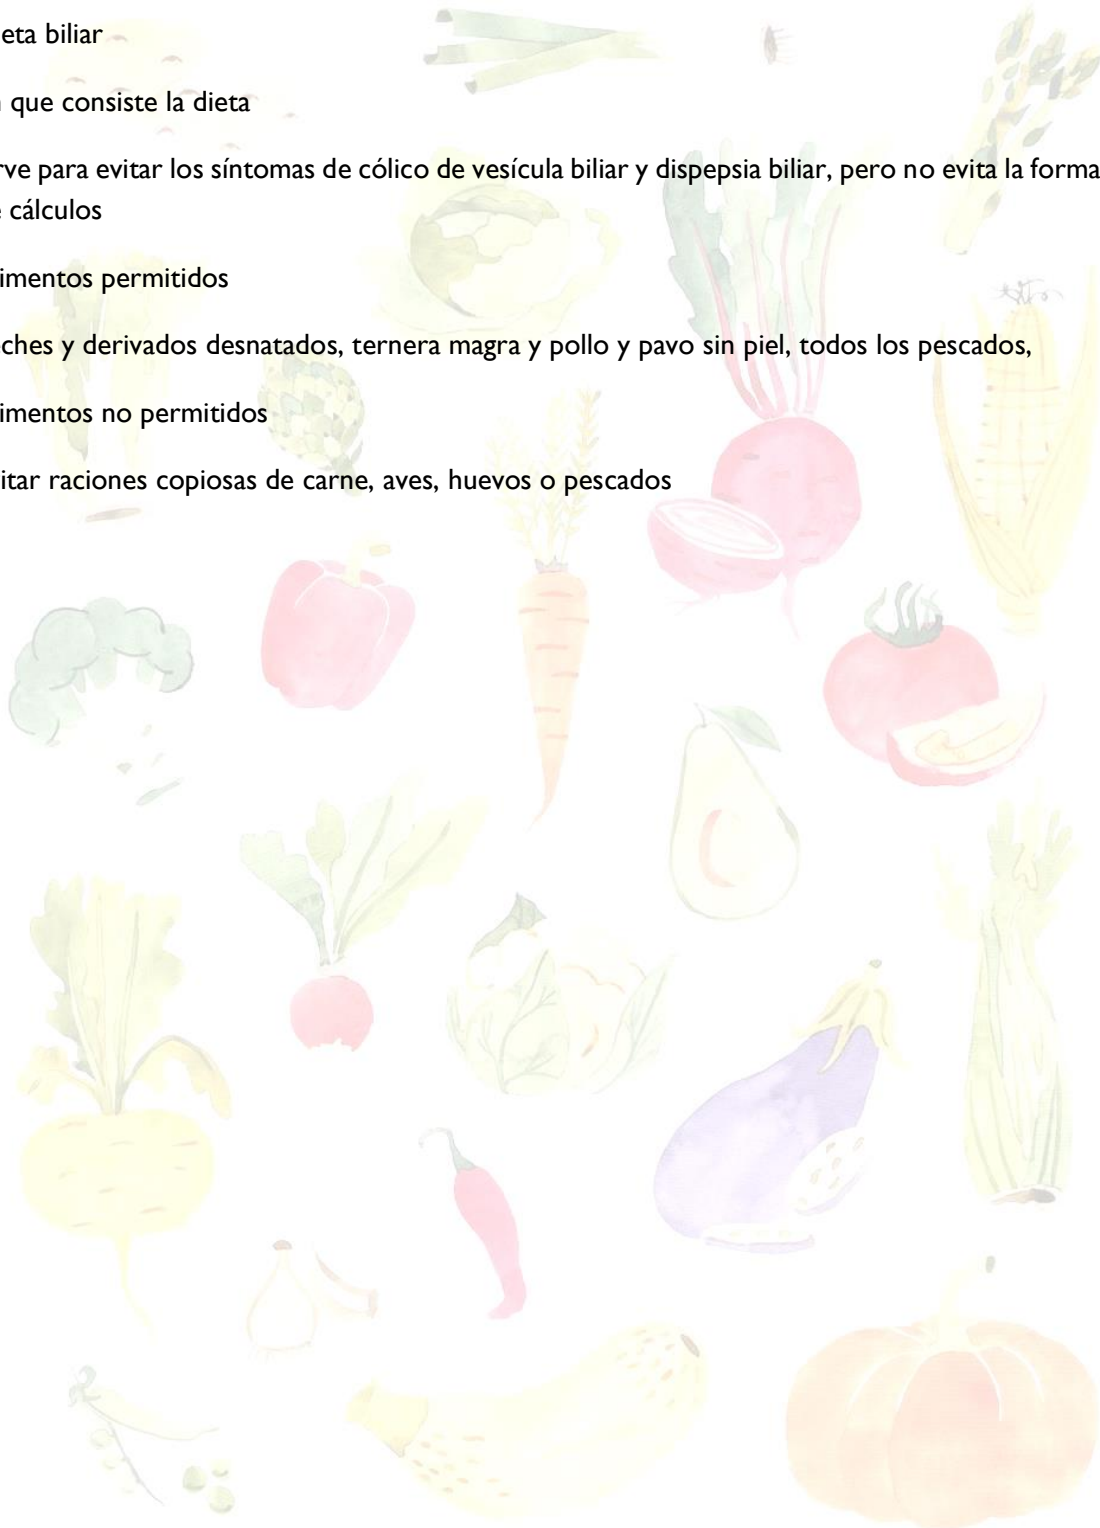 eta biliar
que consiste la dieta
rve para evitar los síntomas de cólico de vesícula biliar y dispepsia biliar, pero no evita la forma
cálculos
imentos permitidos
ches y derivados desnatados, ternera magra y pollo y pavo sin piel, todos los pescados,
imentos no permitidos
itar raciones copiosas de carne, aves, huevos o pescados